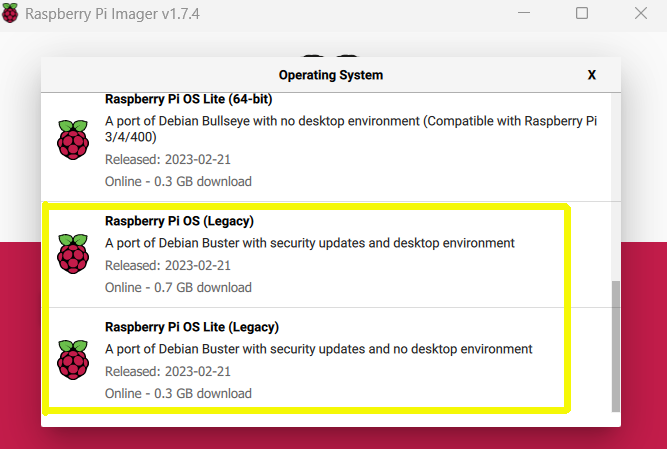 Raspberry Pi Imager v1.7.4
Operating System
X
Raspberry Pi OS Lite (64-bit)
A port of Debian Bullseye with no desktop environment (Compatible with Raspberry Pi
3/4/400)
Released: 2023-02-21
Online - 0.3 GB download
Raspberry Pi OS (Legacy)
A port of Debian Buster with security updates and desktop environment
Released: 2023-02-21
Online - 0.7 GB download
Raspberry Pi OS Lite (Legacy)
A port of Debian Buster with security updates and no desktop environment
Released: 2023-02-21
Online - 0.3 GB download